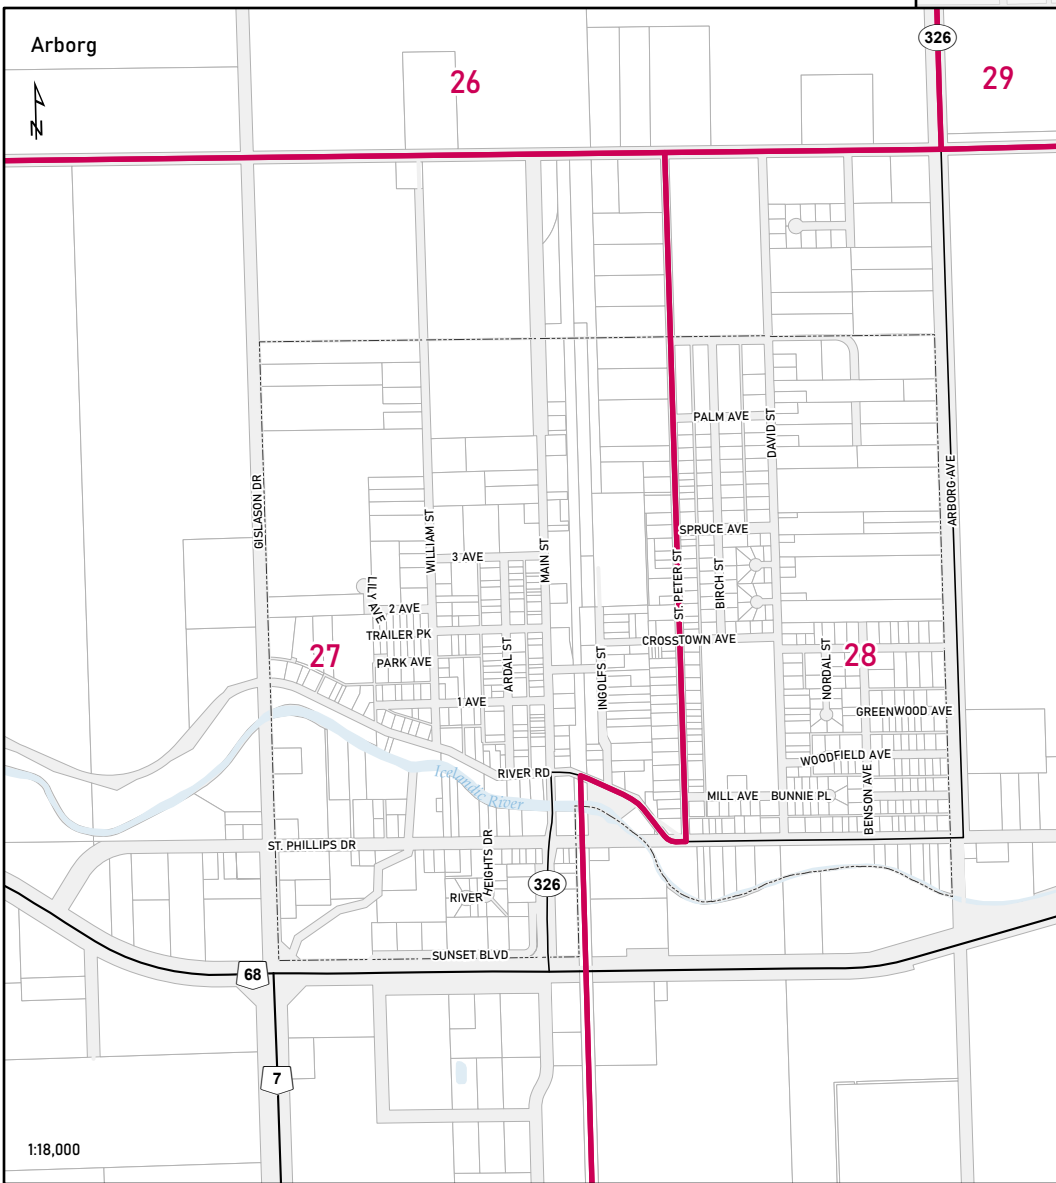 326
Arborg
26
29
N
PALM AVE
DAVID ST
GISLASON DR
ARBORG AVE
WILLIAM ST
SPRUCE AVE
MAIN ST
3 AVE
ST. PETER ST
BIRCH ST
LILY AVE
2 AVE
TRAILER PK
CROSSTOWN AVE
27
28
PARK AVE
ARDAL ST
INGOLFS ST
NORDAL ST
1 AVE
GREENWOOD AVE
WOODFIELD AVE
Icelandic River
RIVER RD
MILL AVE
BUNNIE PL
BENSON AVE
ST. PHILLIPS DR
RIVER HEIGHTS DR
326
SUNSET BLVD
68
7
1:18,000